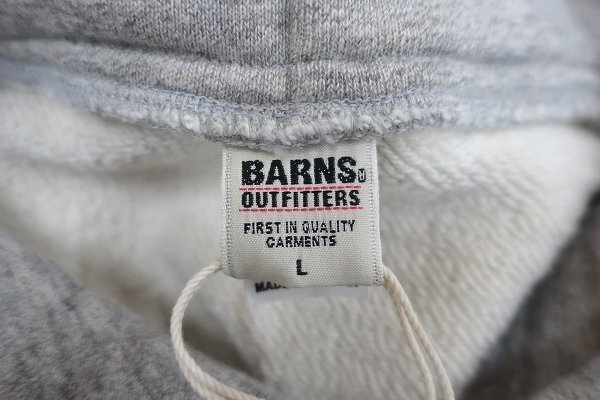 BARNS
OUTFITTERS
FIRST IN QUALITY
GARMENTS
L